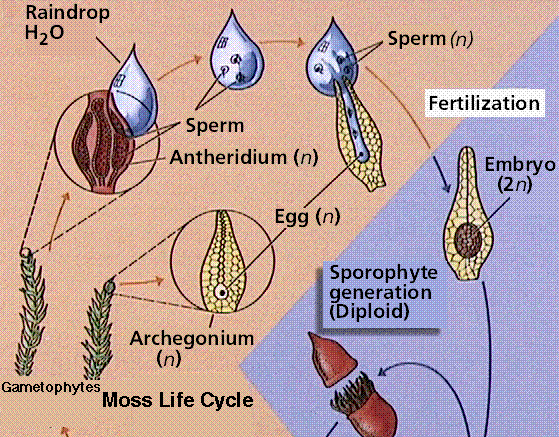 Raindrop
H2O
Sperm (n)
Sperm
Antheridium (n)
Fertilization
Embryo
(2n)
Egg (n)
Sporophyte
generation
(Diploid)
Archegonium
(n)
Gametophytes
Moss Life Cycle